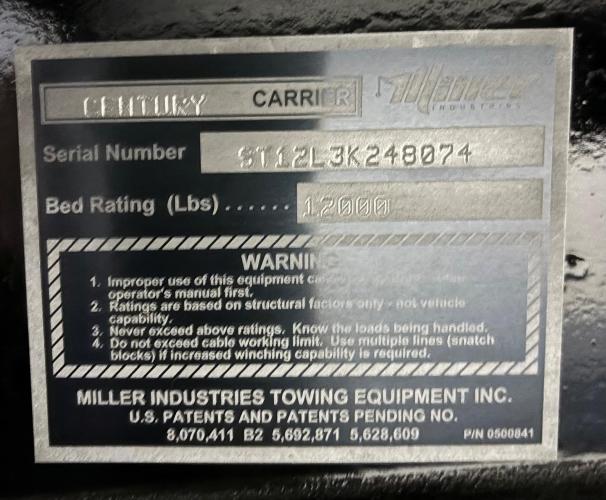 CENTURY CARRIER Miller
INDUSTRIES
Serial Number ST12L3K248074
Bed Rating (Lbs) ...... 12000
WARNING
1. Improper use of this equipment
operator's manual first.
2. Ratings are based on structural factors only - not vehicle
capability.
3. Never exceed above ratings. Know the loads being handled.
4. Do not exceed cable working limit. Use multiple lines (snatch
blocks) if increased winching capability is required.
MILLER INDUSTRIES TOWING EQUIPMENT INC.
U.S. PATENTS AND PATENTS PENDING NO.
8,070,411 B2 5,692,871 5,628,609 P/N 0500841